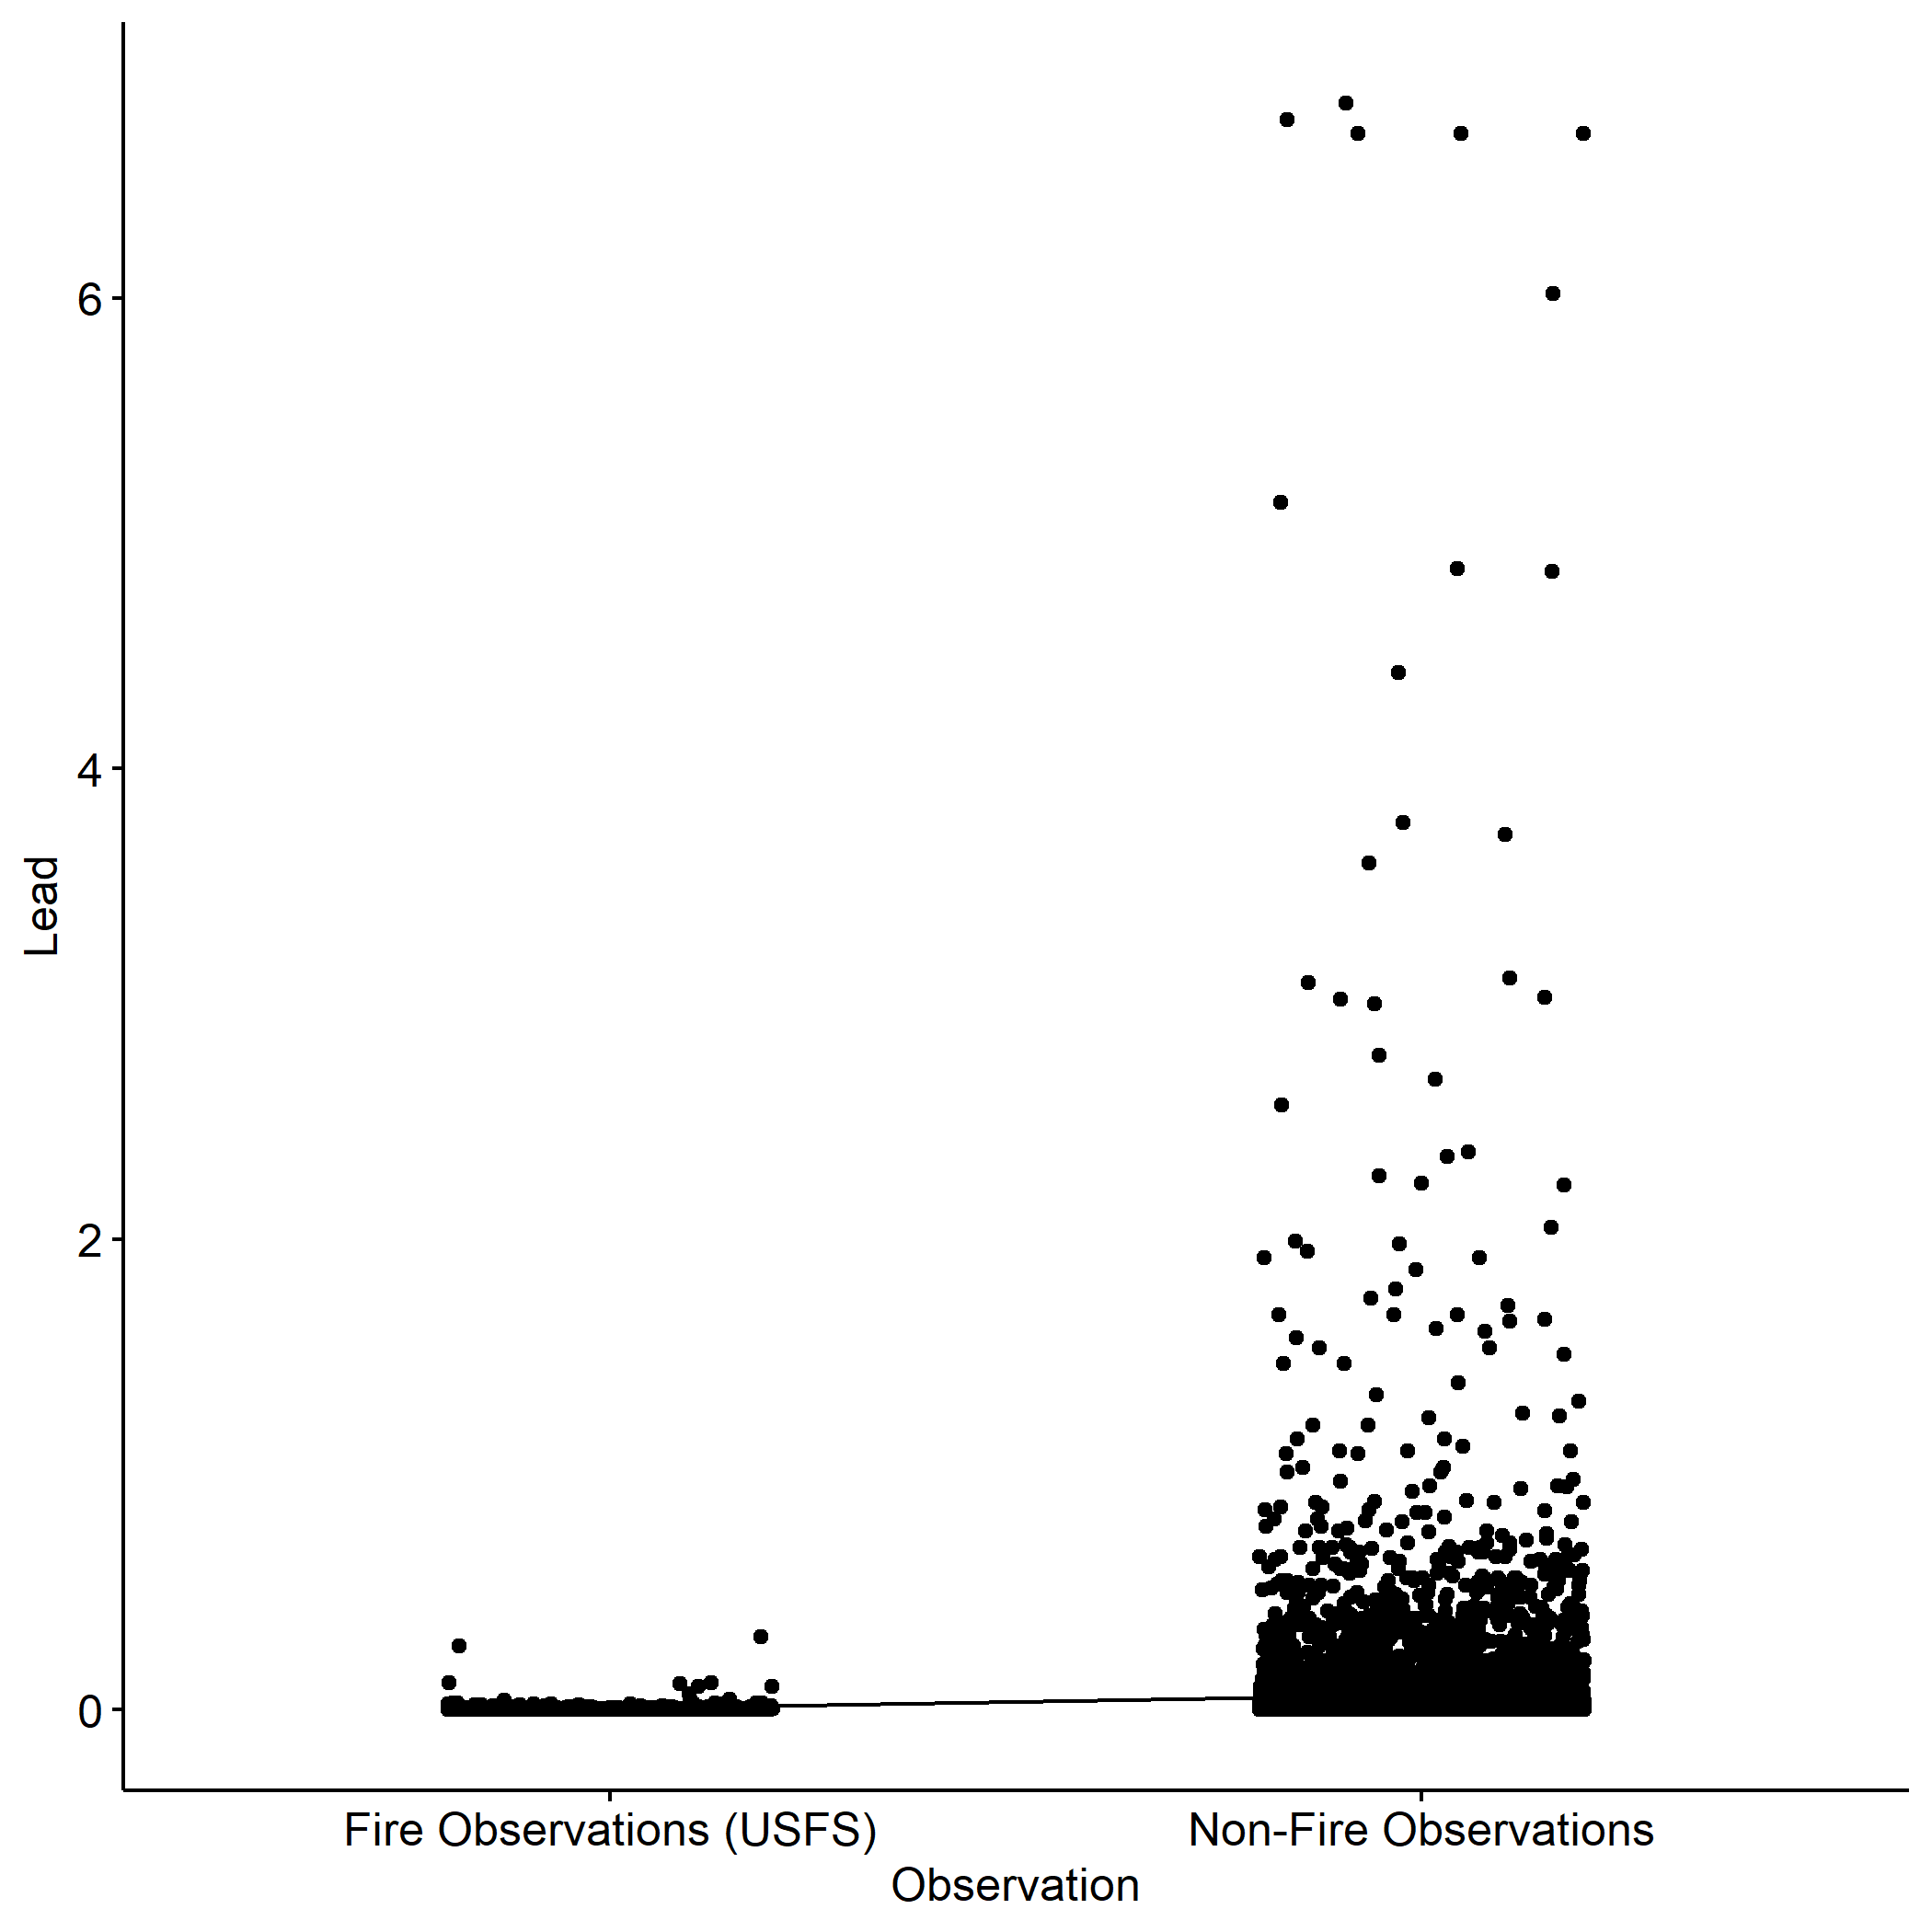 6
4
2
0
Lead
Fire Observations (USFS)
Non-Fire Observations
Observation